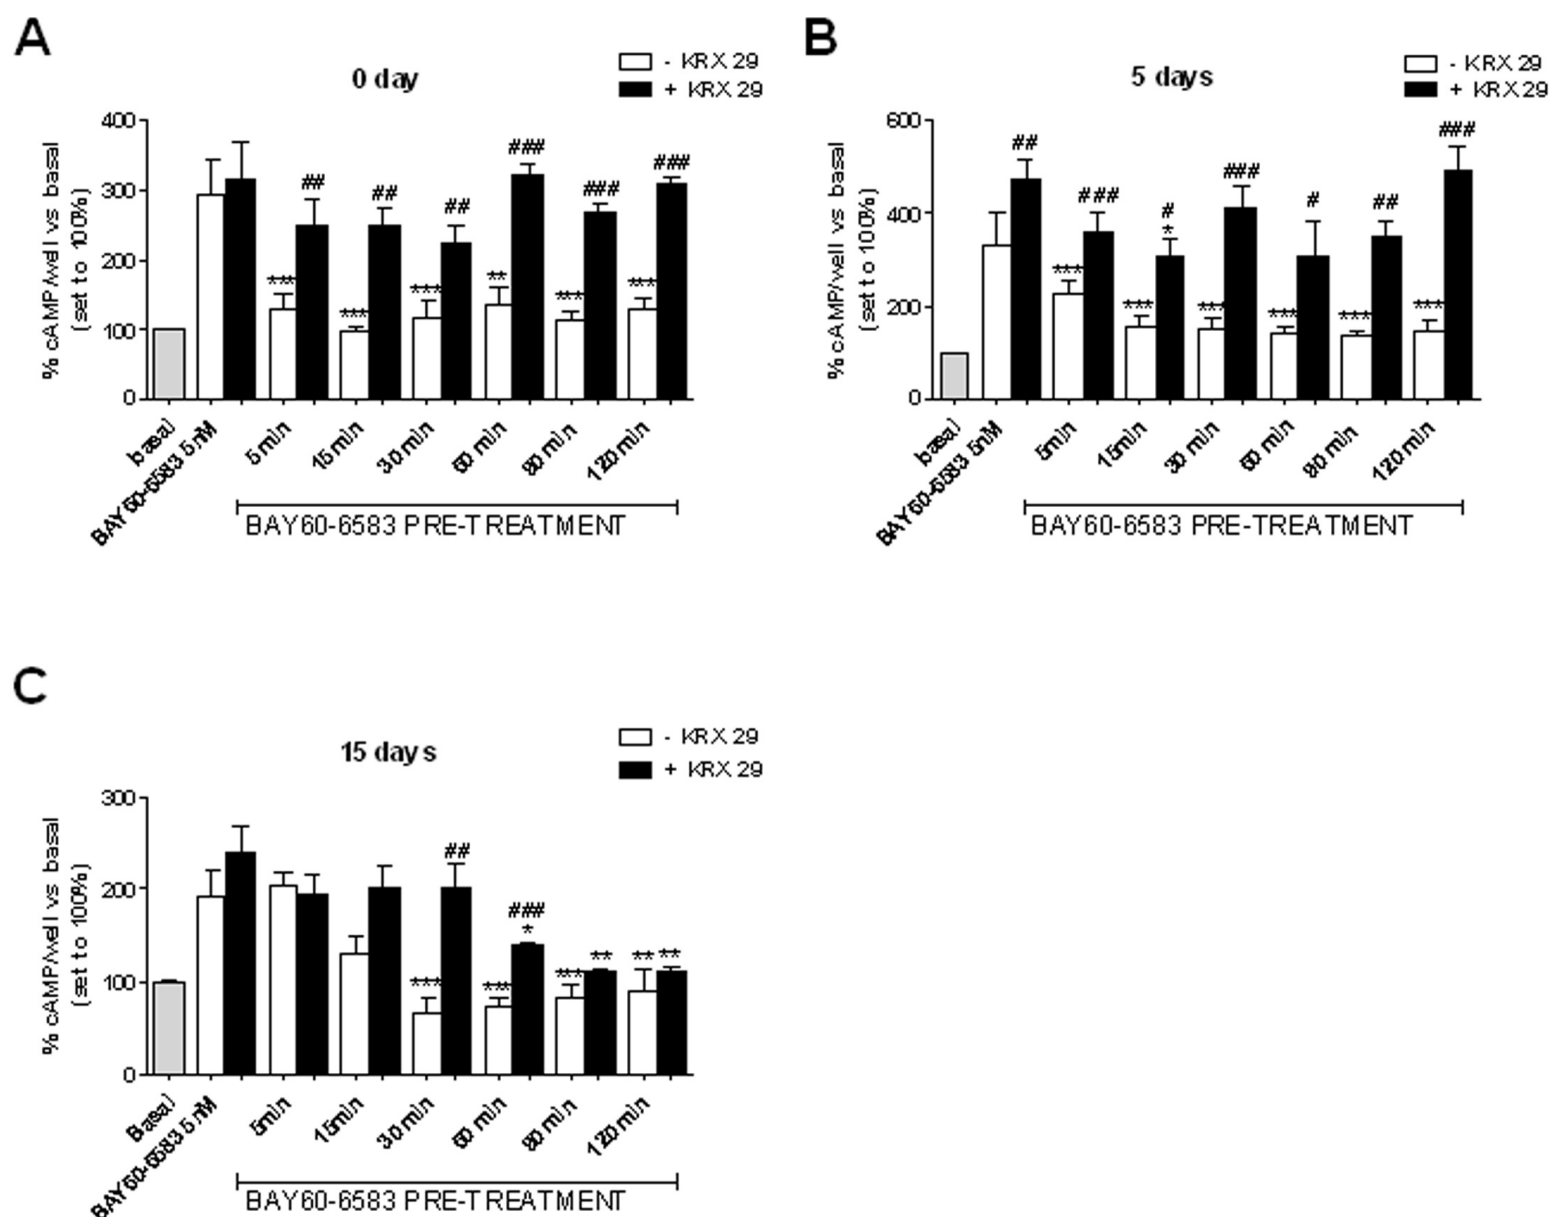 A
0 day
- KRX 29
+ KRX 29
% cAMP/well vs basal
(set to 100%)
400
300
200
100
0
***
##
***
##
***
##
**
###
***
###
***
###
basal
BAY60-6583 5nM
5min
15min
30 min
60 min
90 min
120 min
BAY60-6583 PRE-TREATMENT
B
5 days
- KRX 29
+ KRX 29
% cAMP/well vs basal
(set to 100%)
600
400
200
0
##
***
###
***
#
*
***
###
***
#
***
##
***
###
basal
BAY60-6583 5nM
5min
15min
30 min
60 min
90 min
120 min
BAY60-6583 PRE-TREATMENT
C
15 days
- KRX 29
+ KRX 29
% cAMP/well vs basal
(set to 100%)
300
200
100
0
***
##
***
###
*
***
**
**
**
Basal
BAY60-6583 5nM
5min
15min
30 min
60 min
90 min
120 min
BAY60-6583 PRE-TREATMENT